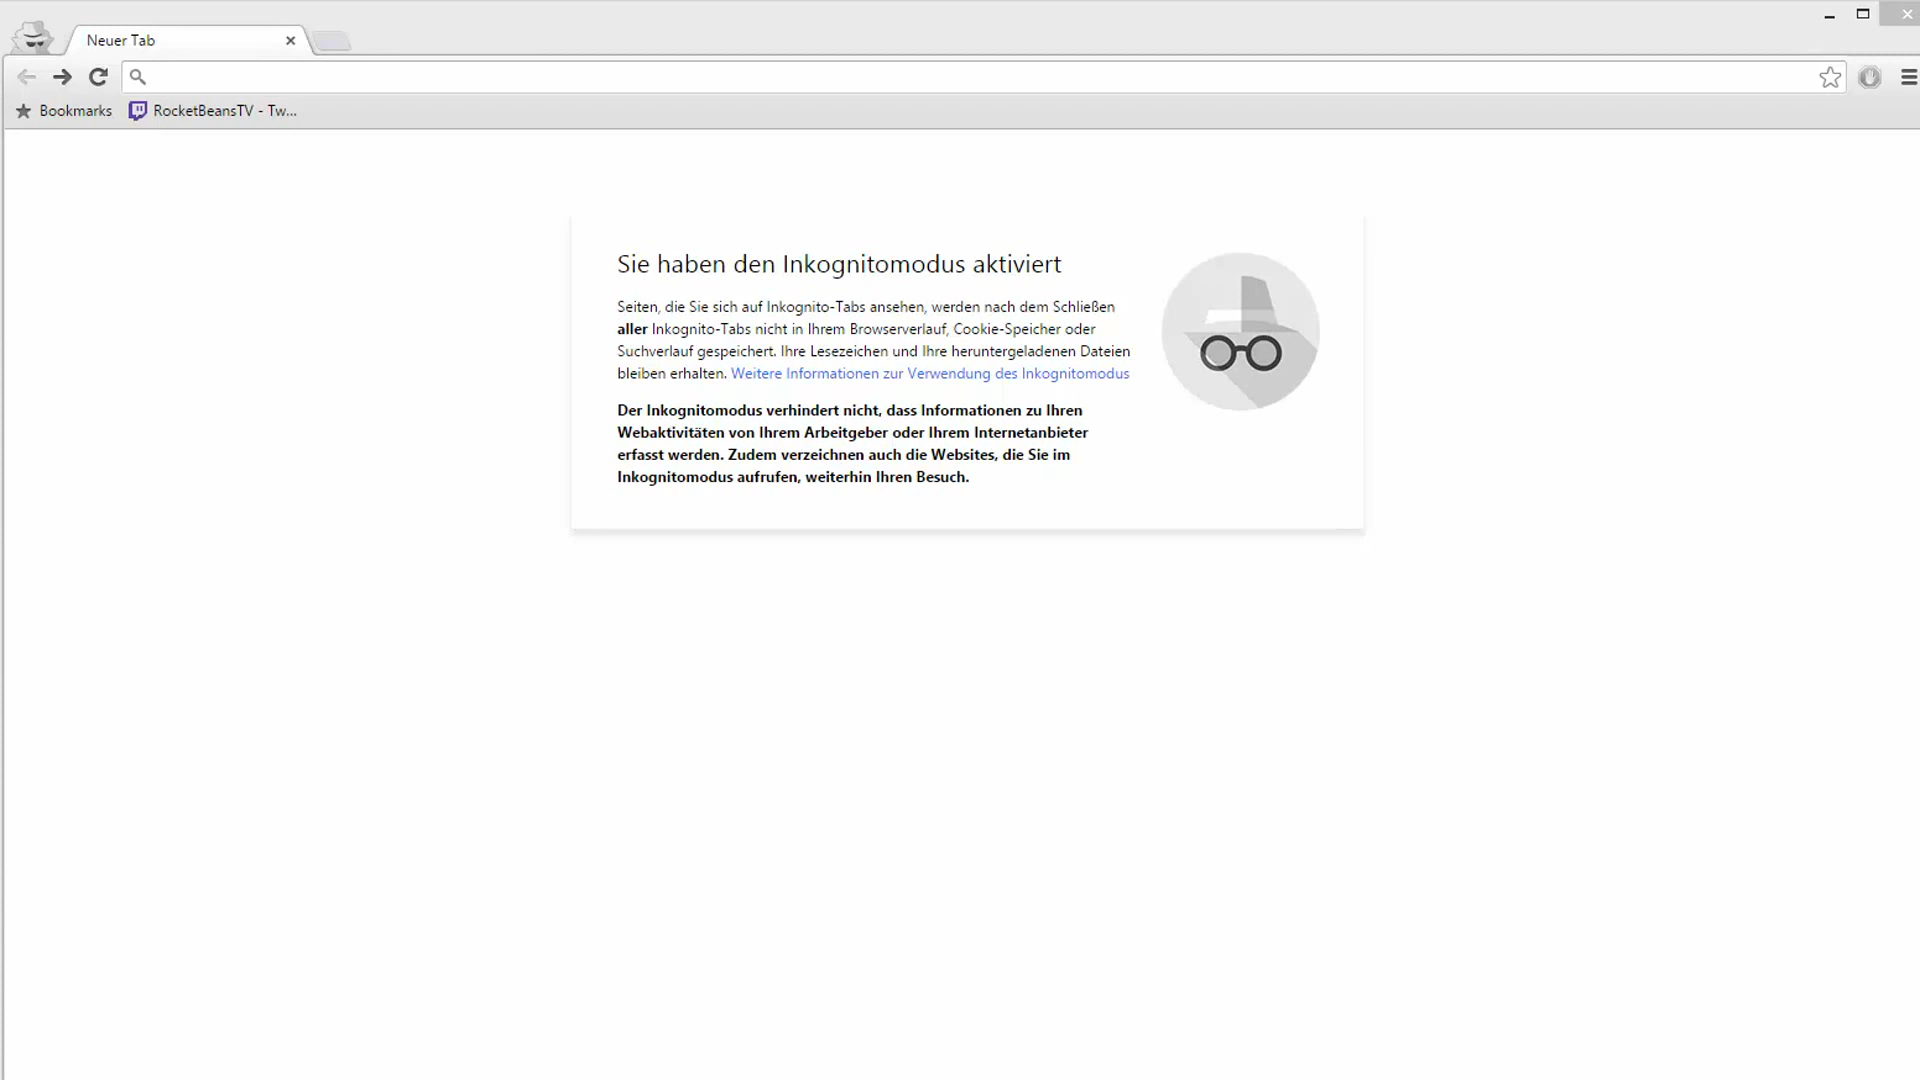 Neuer Tab
Bookmarks
RocketBeansTV - Tw...
Sie haben den Inkognitomodus aktiviert
Seiten, die Sie sich auf Inkognito-Tabs ansehen, werden nach dem Schließen
aller Inkognito-Tabs nicht in Ihrem Browserverlauf, Cookie-Speicher oder
Suchverlauf gespeichert. Ihre Lesezeichen und Ihre heruntergeladenen Dateien
bleiben erhalten. Weitere Informationen zur Verwendung des Inkognitomodus
Der Inkognitomodus verhindert nicht, dass Informationen zu Ihren
Webaktivitäten von Ihrem Arbeitgeber oder Ihrem Internetanbieter
erfasst werden. Zudem verzeichnen auch die Websites, die Sie im
Inkognitomodus aufrufen, weiterhin Ihren Besuch.